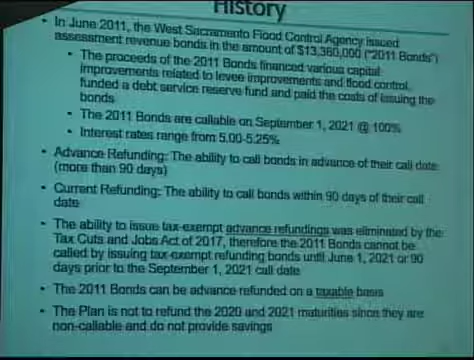 History
• In June 2011, the West Sacramento Flood Control Agency issued
assessment revenue bonds in the amount of $13,380,000 ("2011 Bonds")
• The proceeds of the 2011 Bonds financed various capital
improvements related to levee improvements and flood control,
funded a debt service reserve fund and paid the costs of issuing the
bonds
• The 2011 Bonds are callable on September 1, 2021 @ 100%
• Interest rates range from 5.00-5.25%
• Advance Refunding: The ability to call bonds in advance of their call date
(more than 90 days)
• Current Refunding: The ability to call bonds within 90 days of their call
date
• The ability to issue tax-exempt advance refundings was eliminated by the
Tax Cuts and Jobs Act of 2017, therefore the 2011 Bonds cannot be
called by issuing tax-exempt refunding bonds until June 1, 2021 or 90
days prior to the September 1, 2021 call date
• The 2011 Bonds can be advance refunded on a taxable basis
• The Plan is not to refund the 2020 and 2021 maturities since they are
non-callable and do not provide savings